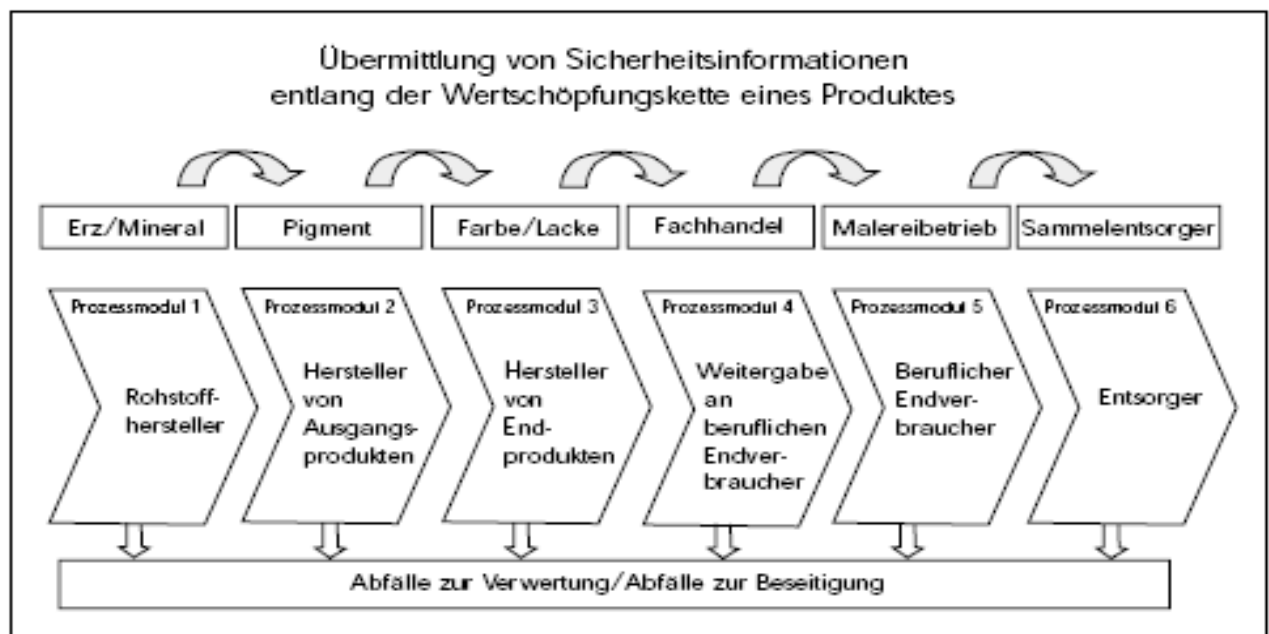 Übermittlung von Sicherheitsinformationen
entlang der Wertschöpfungskette eines Produktes
Erz/Mineral
Pigment
Farbe/Lacke
Fachhandel
Malereibetrieb
Sammelentsorger
Prozessmodul 1
Rohstoff-
hersteller
Prozessmodul 2
Hersteller
von
Ausgangs-
produkten
Prozessmodul 3
Hersteller
von
End-
produkten
Prozessmodul 4
Weitergabe
an
beruflichen
Endver-
braucher
Prozessmodul 5
Beruflicher
Endver-
braucher
Prozessmodul 6
Entsorger
Abfälle zur Verwertung/Abfälle zur Beseitigung